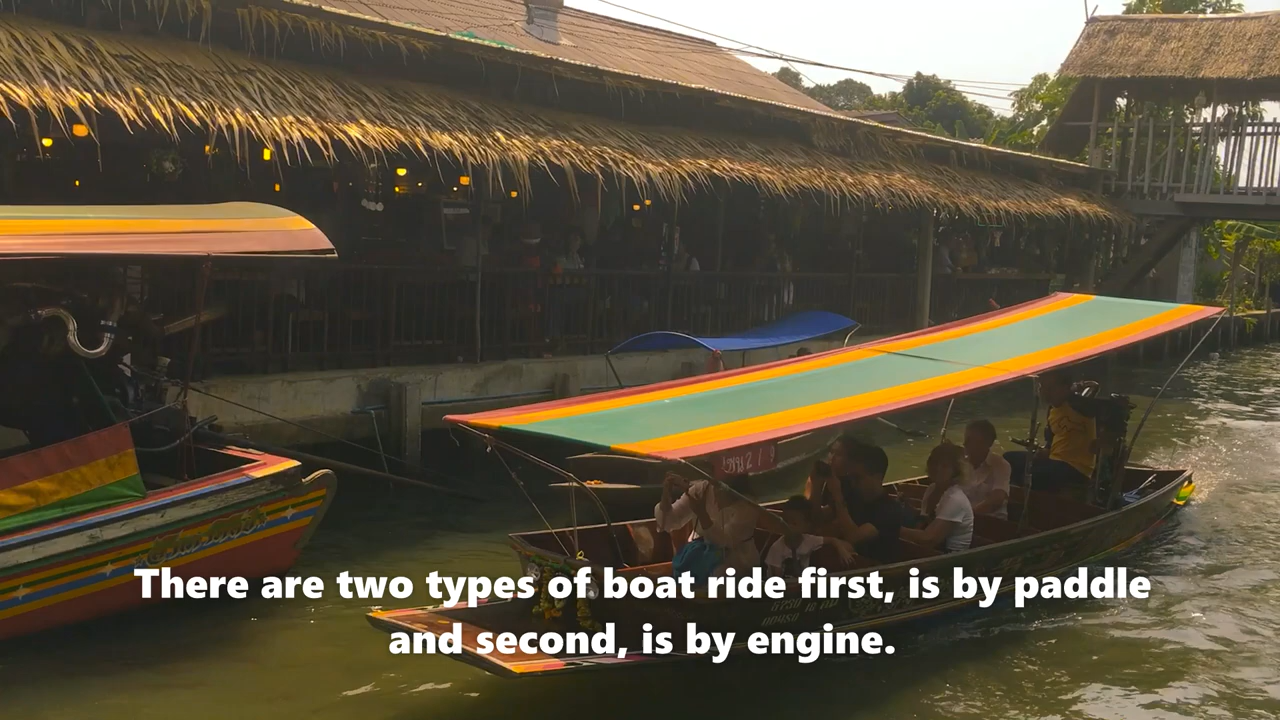 There are two types of boat ride first, is by paddle
and second, is by engine.